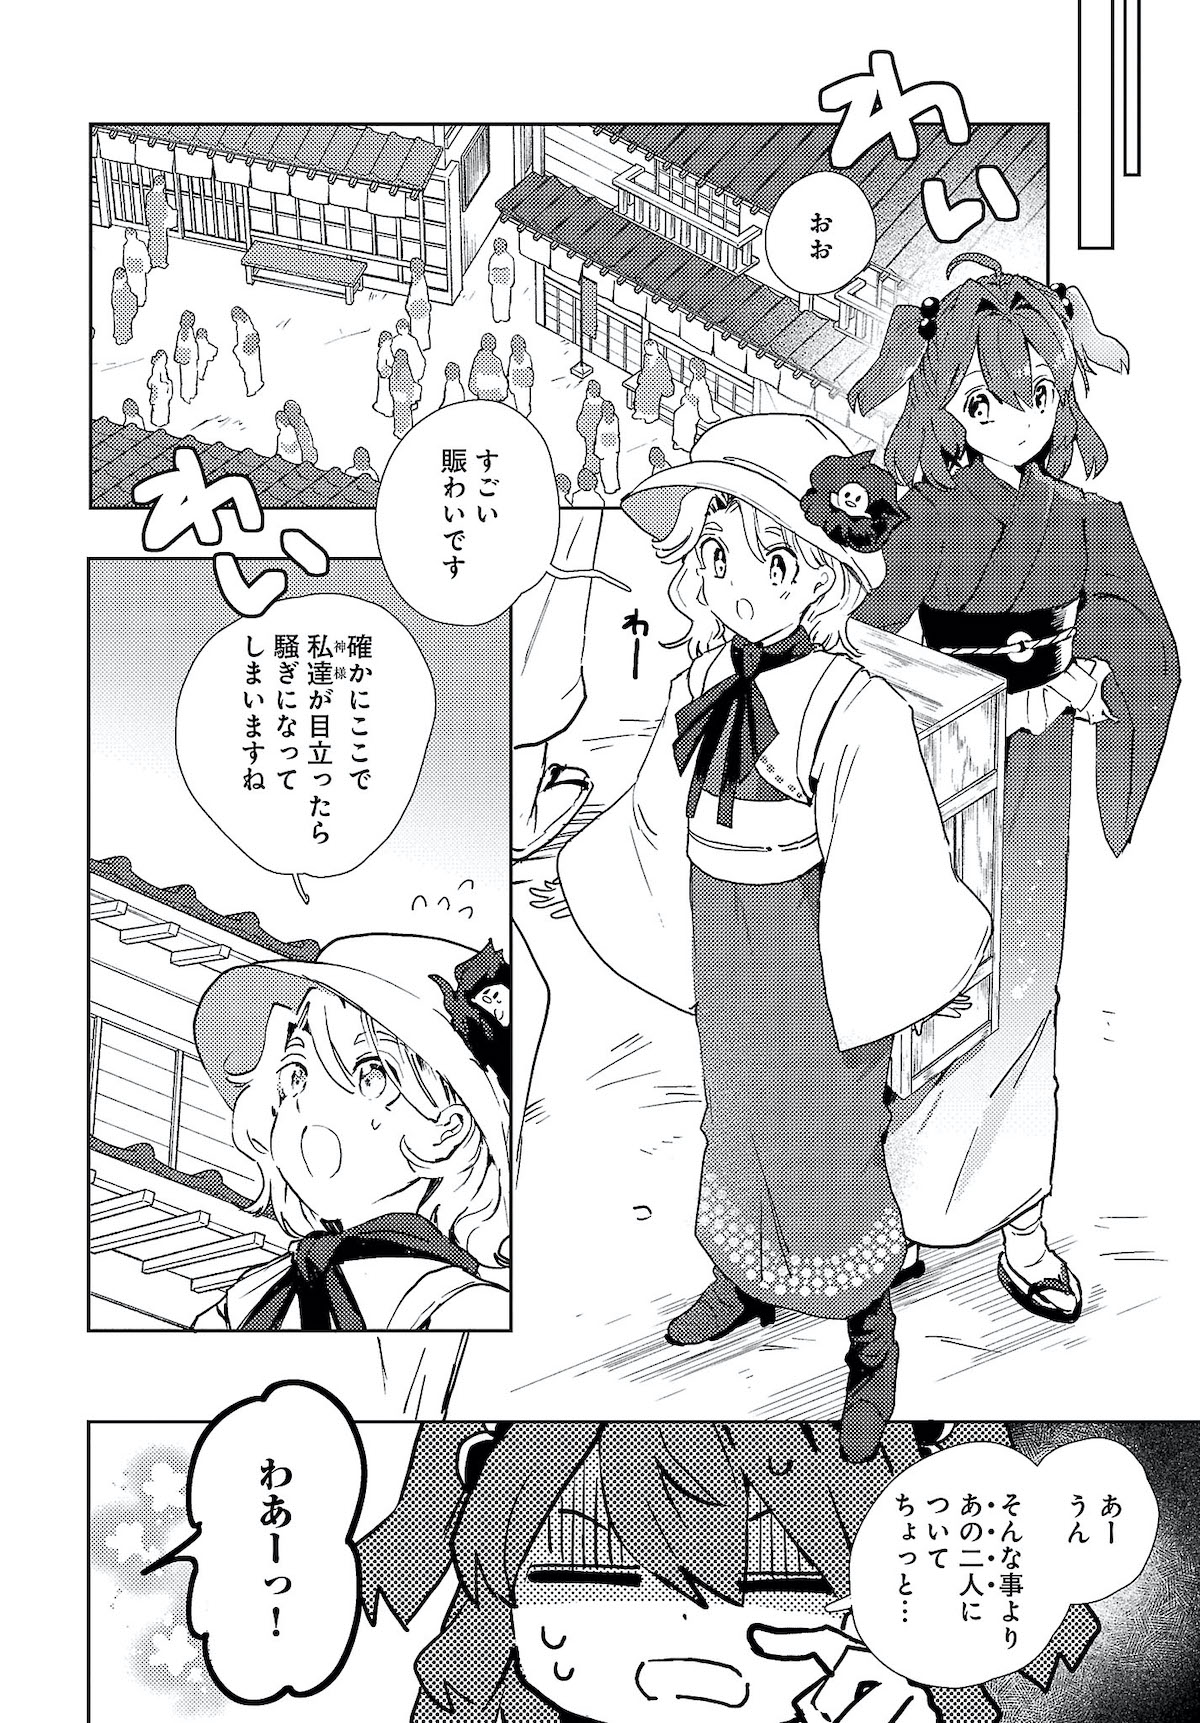 わい
おお
すごい
賑わいです
わー
わい
確かにここで
私達が目立ったら
神様
騒ぎになって
しまいますね
あー
うん
そんな事より
あの二人に
ついて
ちょっと…
わあーっ！